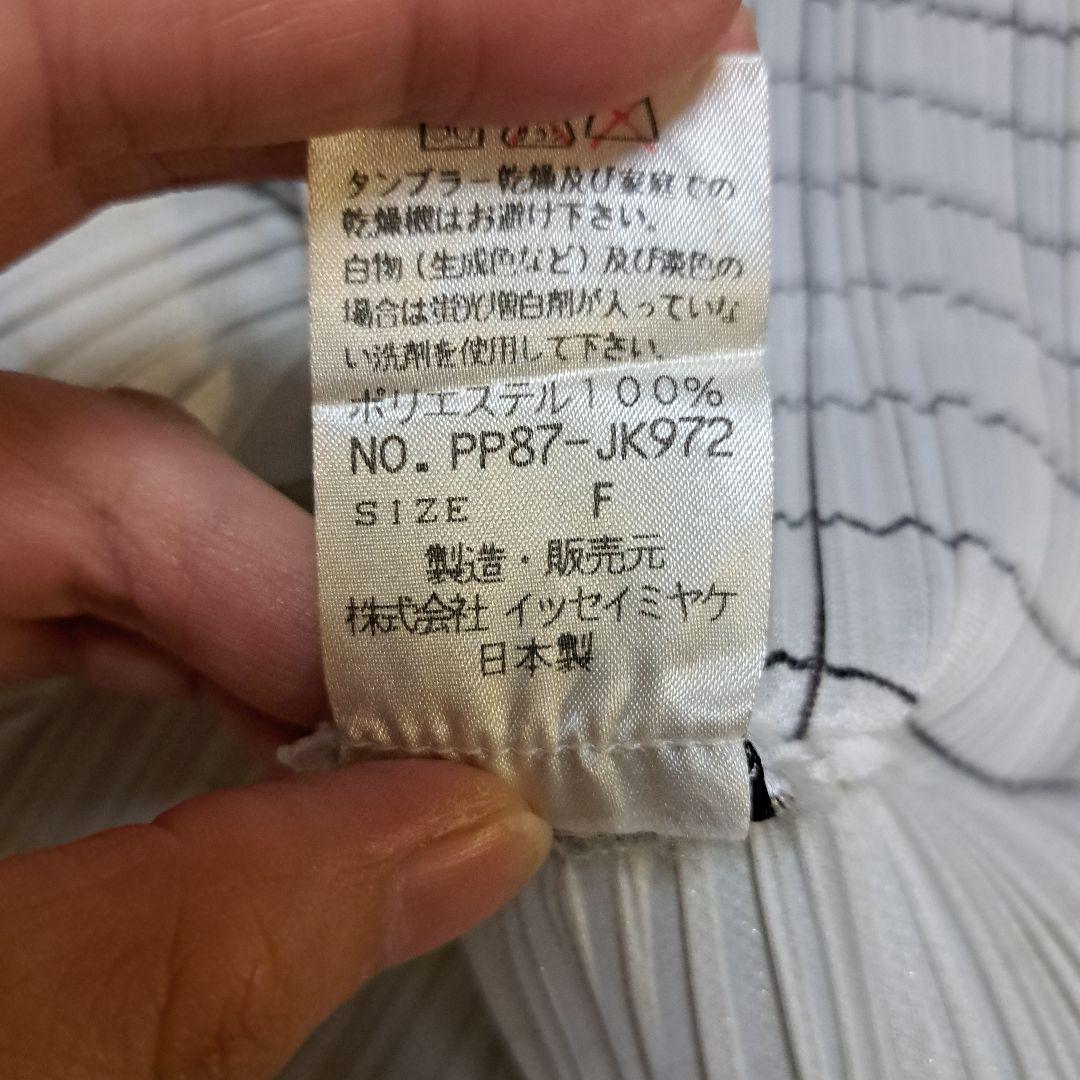 タンブラー乾燥及び家庭での
乾燥機はお避け下さい。
白物（生成色など）及び淡色の
場合は蛍光増白剤が入っていな
い洗剤を使用して下さい。
ポリエステル100%
NO. PP87-JK972
SIZE F
製造・販売元
株式会社 イッセイミヤケ
日本製